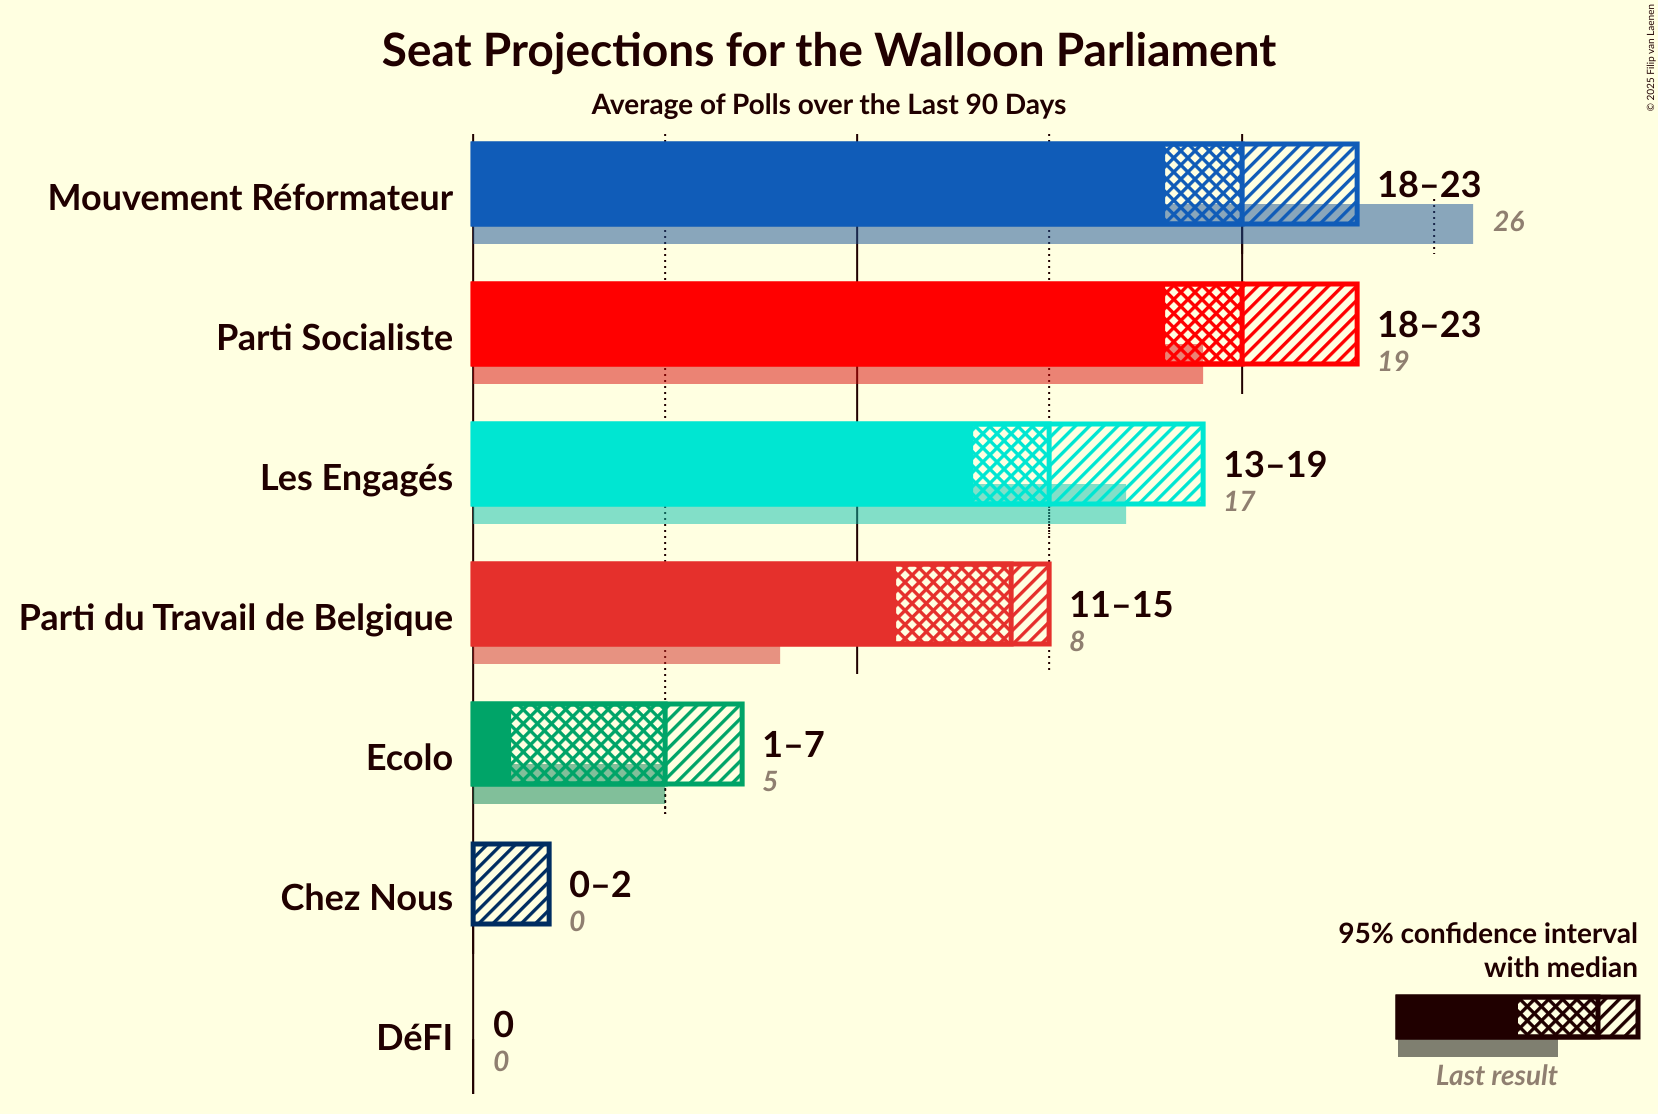 Seat Projections for the Walloon Parliament
Average of Polls over the Last 90 Days
© 2025 Filip van Laenen
Mouvement Réformateur
18–23
26
Parti Socialiste
18–23
19
Les Engagés
13–19
17
Parti du Travail de Belgique
11–15
8
Ecolo
1–7
5
Chez Nous
0–2
0
DéFI
0
0
95% confidence interval
with median
Last result